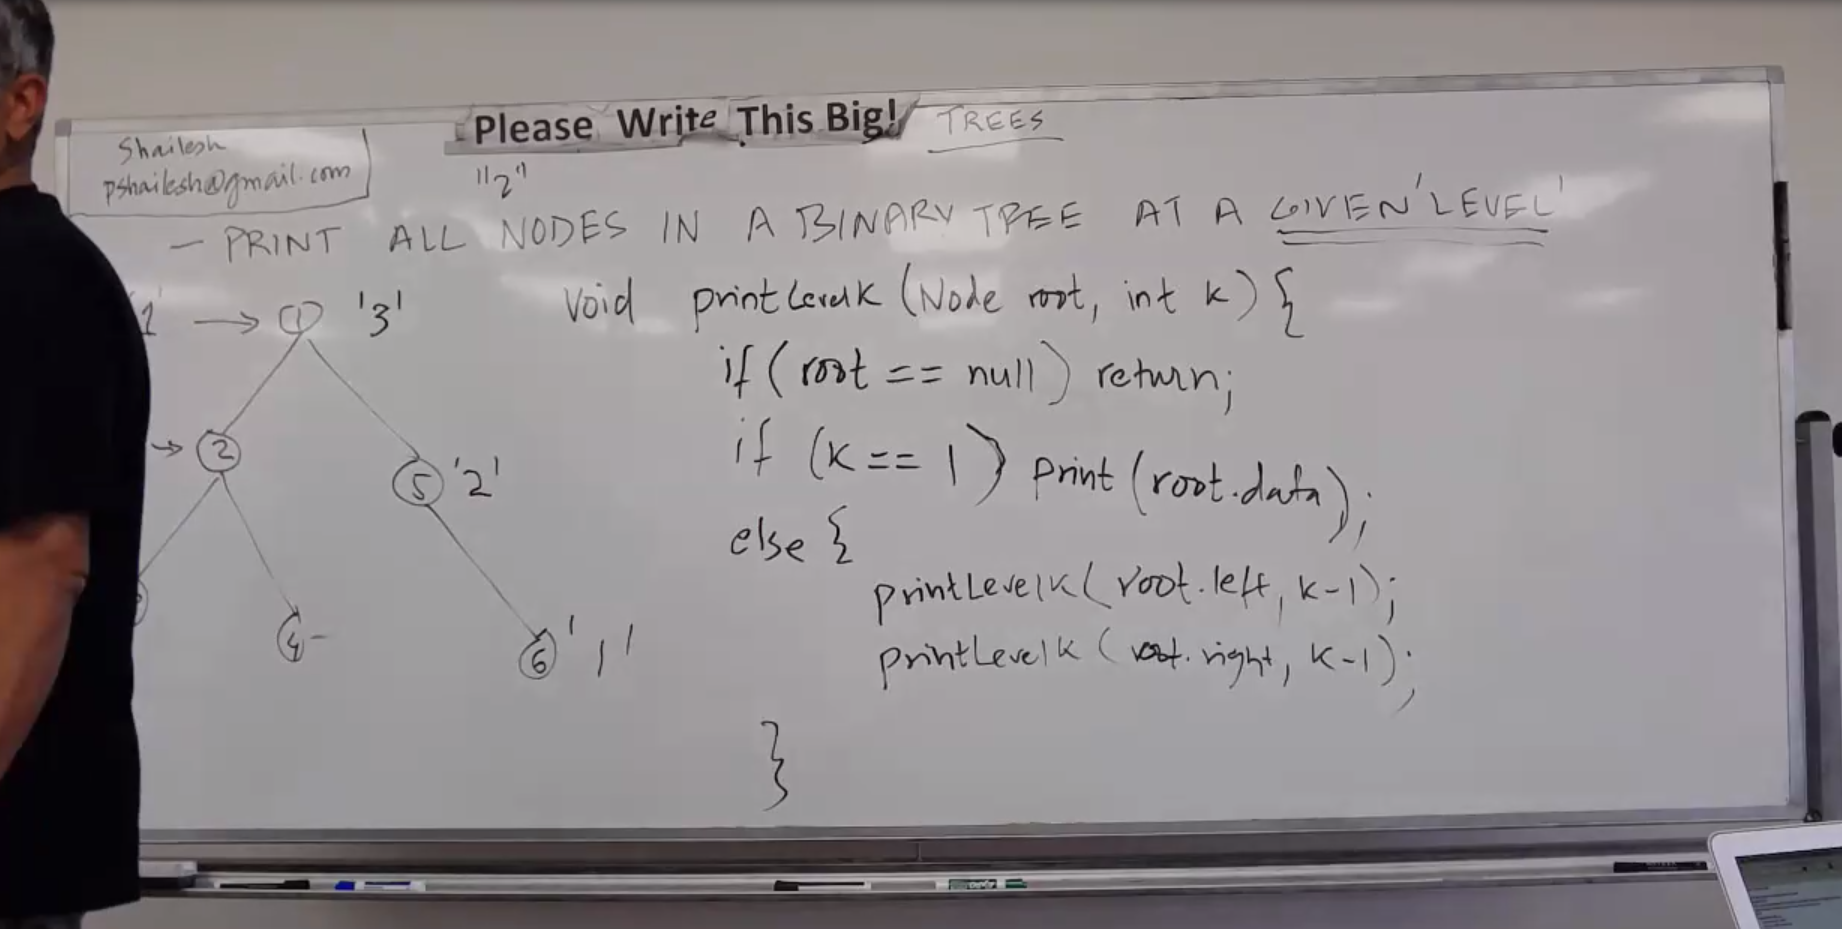 Please Write This Big!
TREES
Shailesh
pshailesh@gmail.com
"2"
- PRINT ALL NODES IN A BINARY TREE AT A GIVEN 'LEVEL'
1' → 1 '3'
→ 2
5 '2'
4 -
6 '1'
void printLevelK (Node root, int k) {
if (root == null) return;
if (k == 1) print (root.data);
else {
printLevelK (root.left, k-1);
printLevelK (root.right, k-1);
}